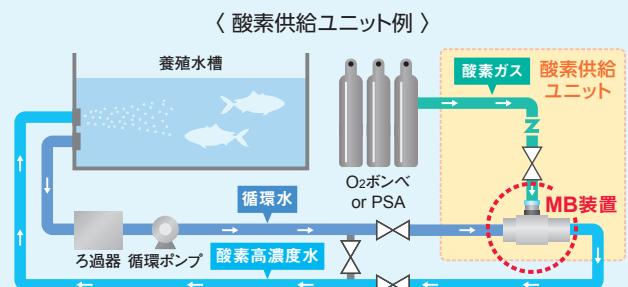 〈 酸素供給ユニット例 〉
養殖水槽
酸素ガス
酸素供給
ユニット
O₂ボンベ
or PSA
MB装置
循環水
ろ過器
循環ポンプ
酸素高濃度水